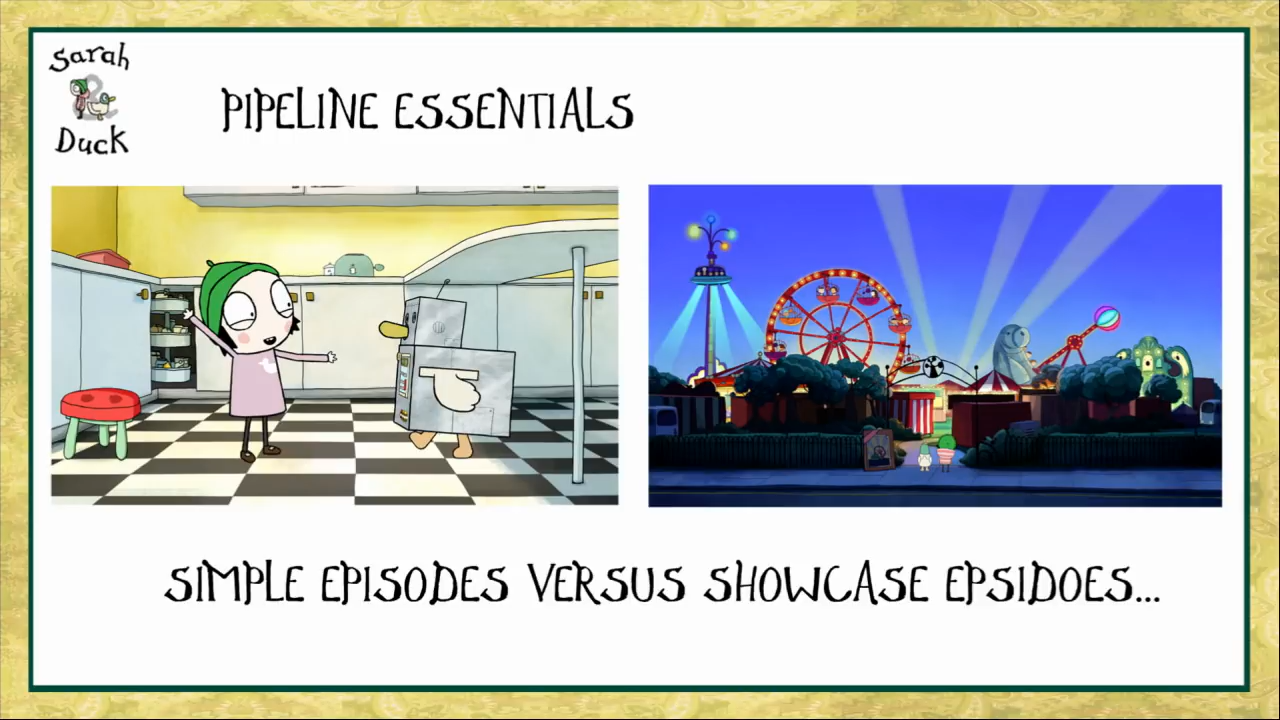 Sarah
&
Duck
PIPELINE ESSENTIALS
SIMPLE EPISODES VERSUS SHOWCASE EPSIDOES...